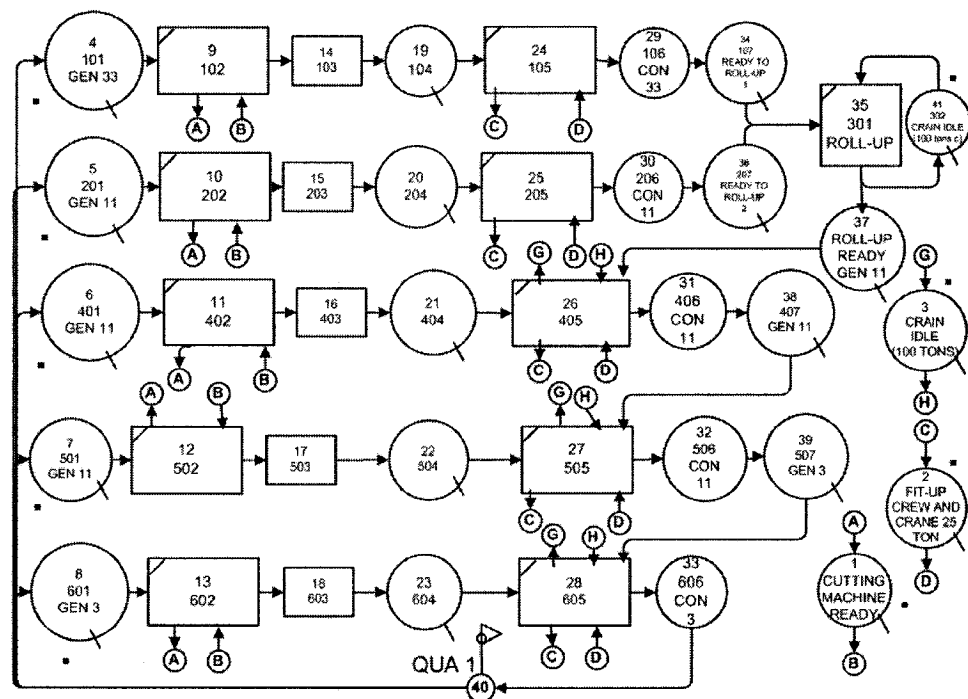 4
101
GEN 33
9
102
14
103
19
104
24
105
29
106
CON
33
34
107
READY TO
ROLL-UP
1
35
301
ROLL-UP
41
302
CRAIN IDLE
(100 tons c)
A
B
C
D
5
201
GEN 11
10
202
15
203
20
204
25
205
30
206
CON
11
36
207
READY TO
ROLL-UP
2
37
ROLL-UP
READY
GEN 11
A
B
C
D
G
H
G
6
401
GEN 11
11
402
16
403
21
404
26
405
31
406
CON
11
38
407
GEN 11
3
CRAIN
IDLE
(100 TONS)
A
B
C
D
H
A
B
G
H
C
7
501
GEN 11
12
502
17
503
22
504
27
505
32
506
CON
11
39
507
GEN 3
2
FIT-UP
CREW AND
CRANE 25
TON
C
D
G
H
A
D
8
601
GEN 3
13
602
18
603
23
604
28
605
33
606
CON
3
1
CUTTING
MACHINE
READY
A
B
C
D
B
QUA 1
40